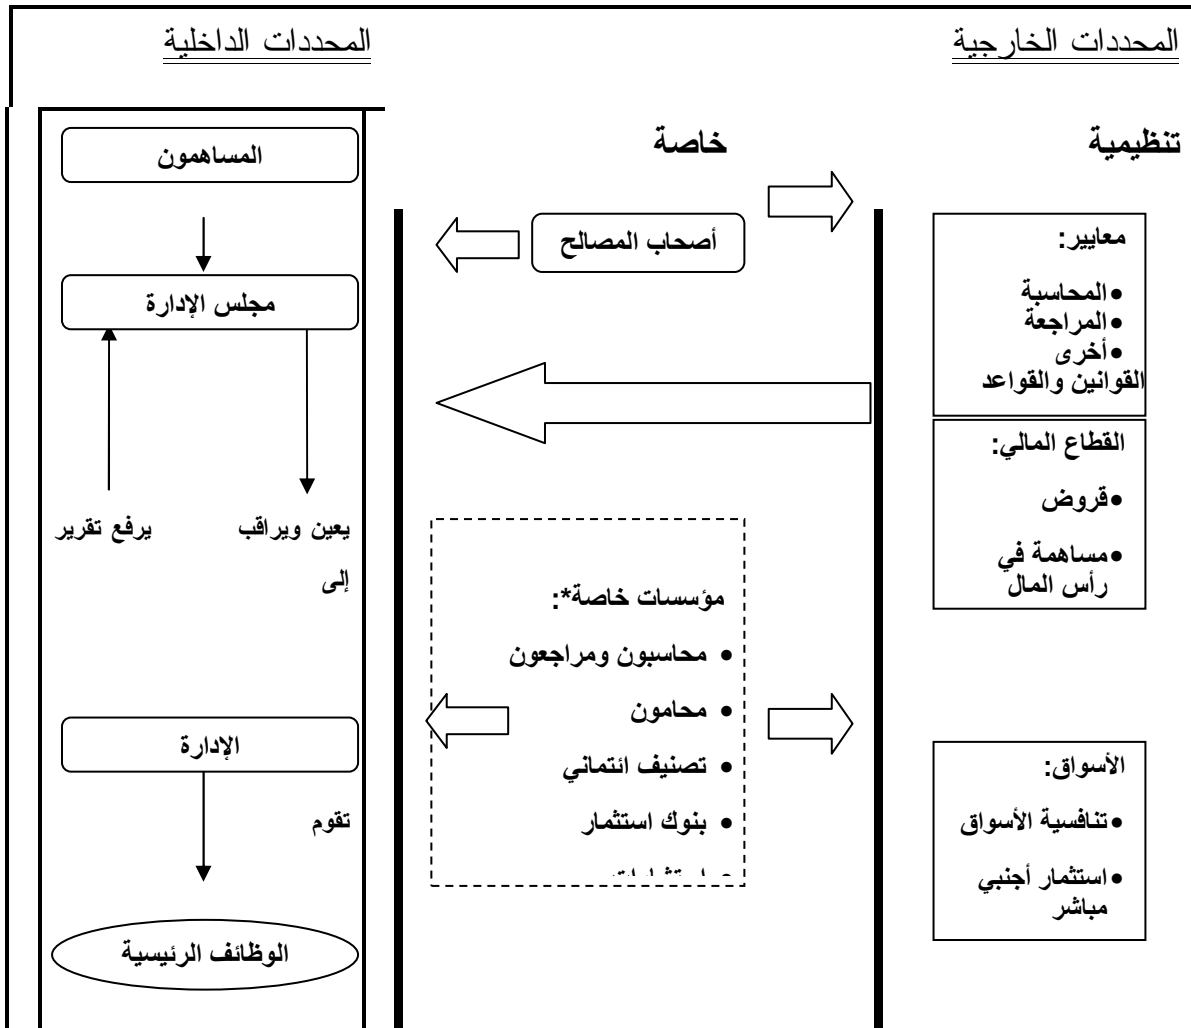 المحددات الخارجية
المحددات الداخلية
تنظيمية
خاصة
معايير:
•المحاسبة
•المراجعة
•أخرى
القوانين والقواعد
القطاع المالي:
•قروض
•مساهمة في
رأس المال
الأسواق:
•تنافسية الأسواق
•استثمار أجنبي
مباشر
أصحاب المصالح
مؤسسات خاصة*:
• محاسبون ومراجعون
• محامون
• تصنيف ائتماني
• بنوك استثمار
المساهمون
مجلس الإدارة
يعين ويراقب
يرفع تقرير
إلى
الإدارة
تقوم
الوظائف الرئيسية